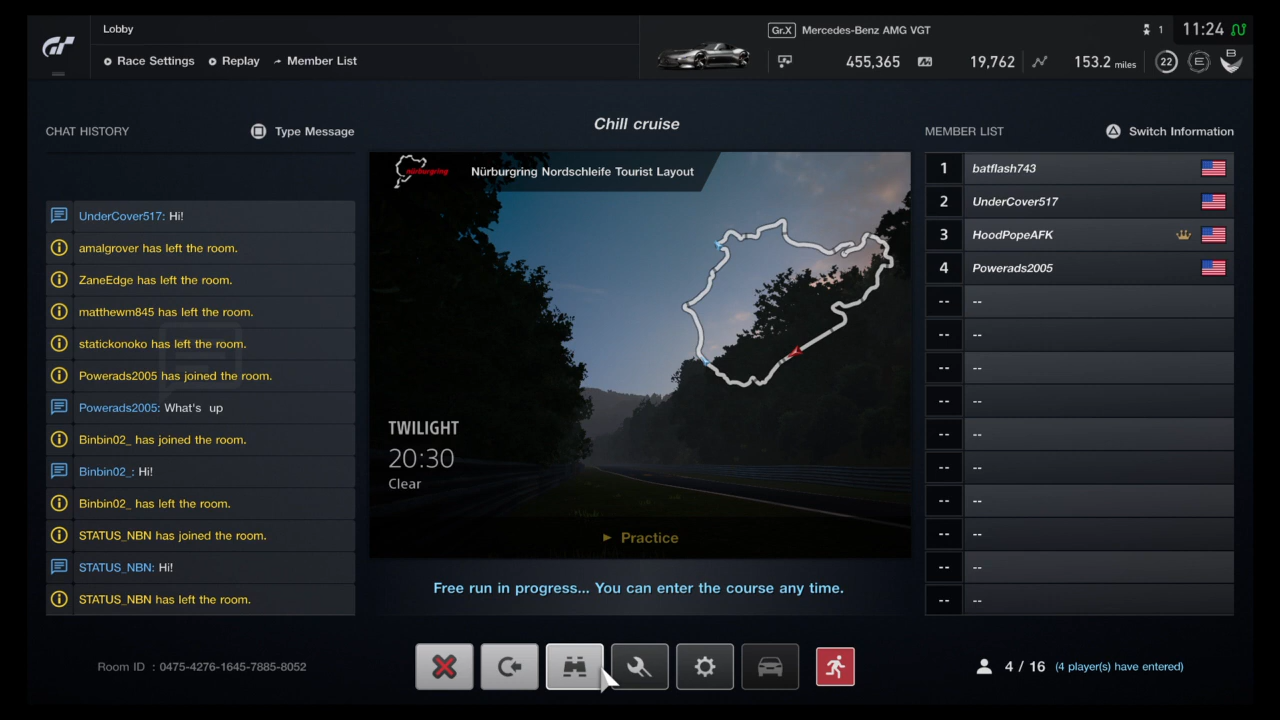 Lobby
Race Settings Replay Member List
Gr.X Mercedes-Benz AMG VGT
1 11:24
455,365 19,762 153.2 miles 22 E B
CHAT HISTORY Type Message
UnderCover517: Hi!
amalgrover has left the room.
ZaneEdge has left the room.
matthewm845 has left the room.
statickonoko has left the room.
Powerads2005 has joined the room.
Powerads2005: What's up
Binbin02_ has joined the room.
Binbin02_: Hi!
Binbin02_ has left the room.
STATUS_NBN has joined the room.
STATUS_NBN: Hi!
STATUS_NBN has left the room.
Chill cruise
nürburgring Nürburgring Nordschleife Tourist Layout
TWILIGHT
20:30
Clear
Practice
Free run in progress... You can enter the course any time.
MEMBER LIST Switch Information
1 batflash743
2 UnderCover517
3 HoodPopeAFK
4 Powerads2005
-- --
-- --
-- --
-- --
-- --
-- --
-- --
-- --
-- --
-- --
Room ID : 0475-4276-1645-7885-8052
4 / 16 (4 player(s) have entered)